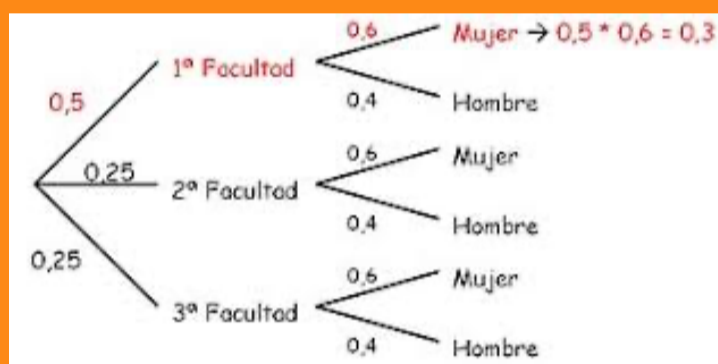 0,6
Mujer → 0,5 * 0,6 = 0,3
1ª Facultad
0,5
0,4
Hombre
0,6
Mujer
0,25
2ª Facultad
0,4
Hombre
0,25
0,6
Mujer
3ª Facultad
0,4
Hombre